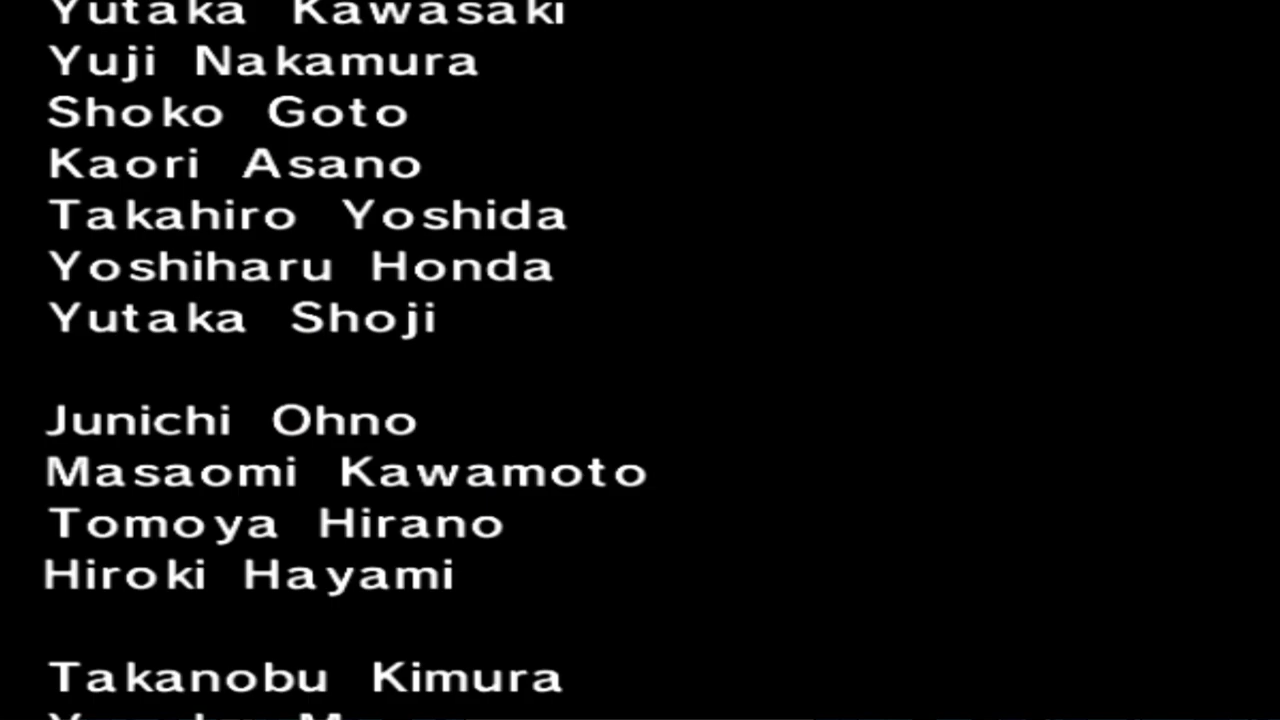 Yutaka Kawasaki
Yuji Nakamura
Shoko Goto
Kaori Asano
Takahiro Yoshida
Yoshiharu Honda
Yutaka Shoji
Junichi Ohno
Masaomi Kawamoto
Tomoya Hirano
Hiroki Hayami
Takanobu Kimura